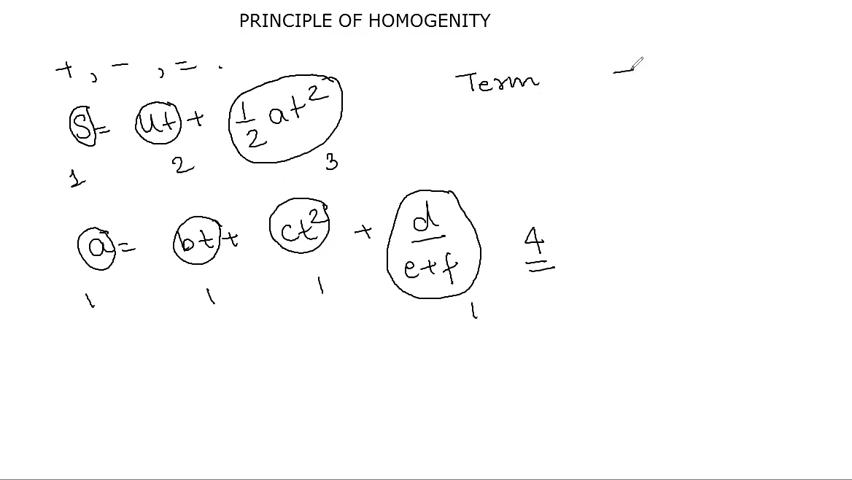 PRINCIPLE OF HOMOGENITY
+, -, = .
Term -
S = ut + 1/2 at²
1 2 3
a = bt + ct² + d/e+f 4
1 1 1 1